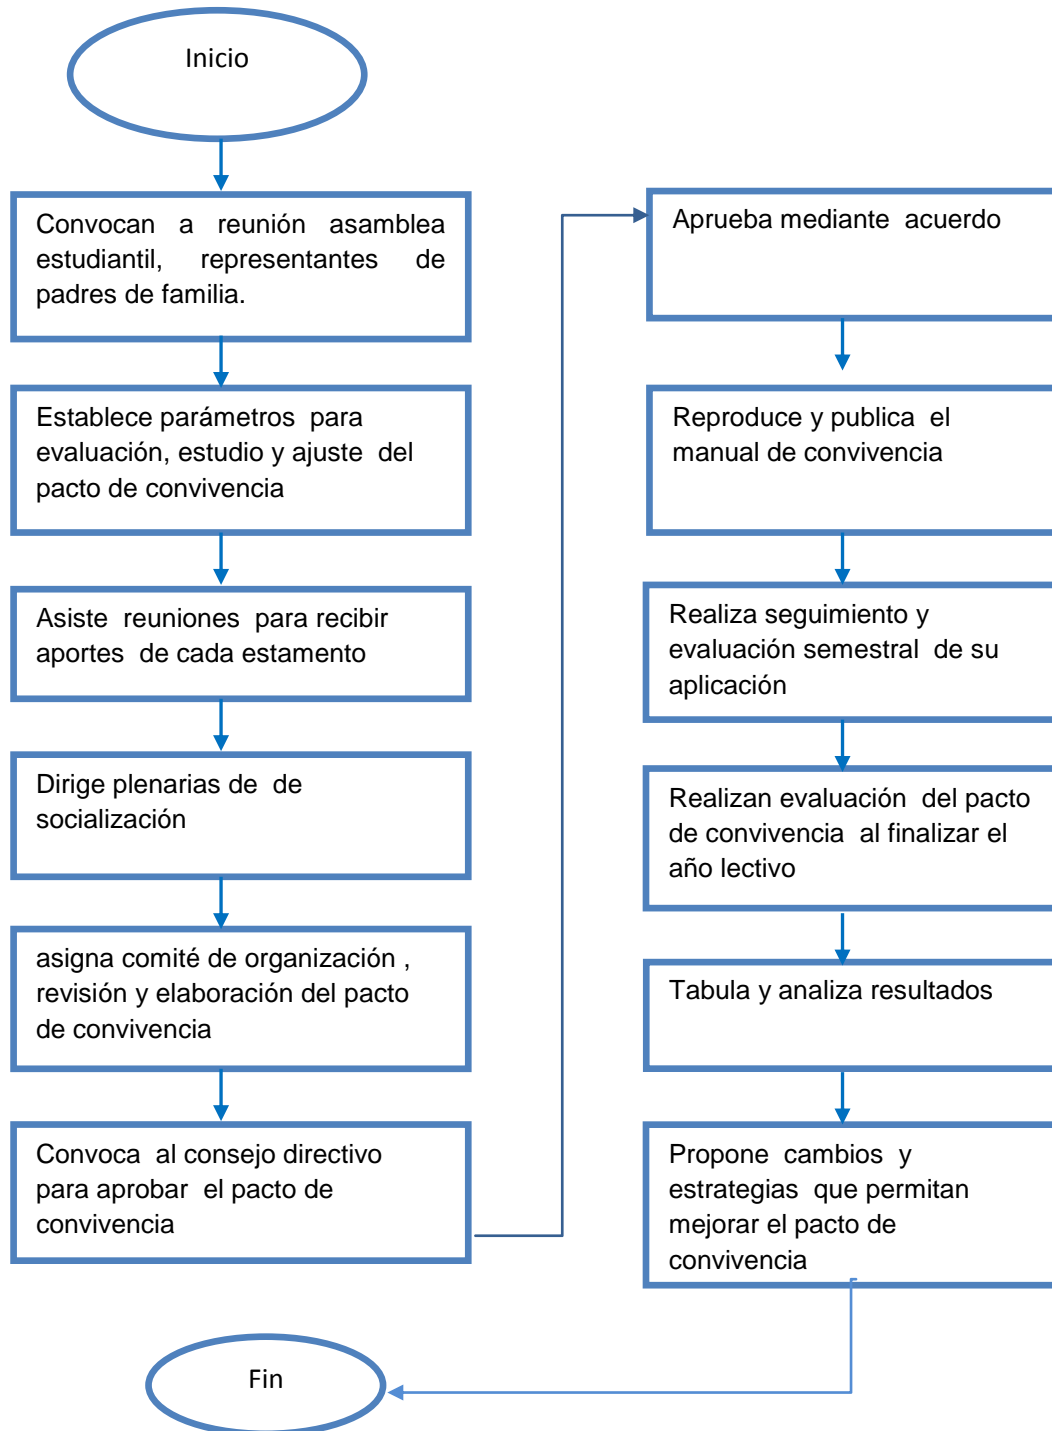 Inicio
Convocan a reunión asamblea
estudiantil, representantes de
padres de familia.
Establece parámetros para
evaluación, estudio y ajuste del
pacto de convivencia
Asiste reuniones para recibir
aportes de cada estamento
Dirige plenarias de de
socialización
asigna comité de organización ,
revisión y elaboración del pacto
de convivencia
Convoca al consejo directivo
para aprobar el pacto de
convivencia
Aprueba mediante acuerdo
Reproduce y publica el
manual de convivencia
Realiza seguimiento y
evaluación semestral de su
aplicación
Realizan evaluación del pacto
de convivencia al finalizar el
año lectivo
Tabula y analiza resultados
Propone cambios y
estrategias que permitan
mejorar el pacto de
convivencia
Fin